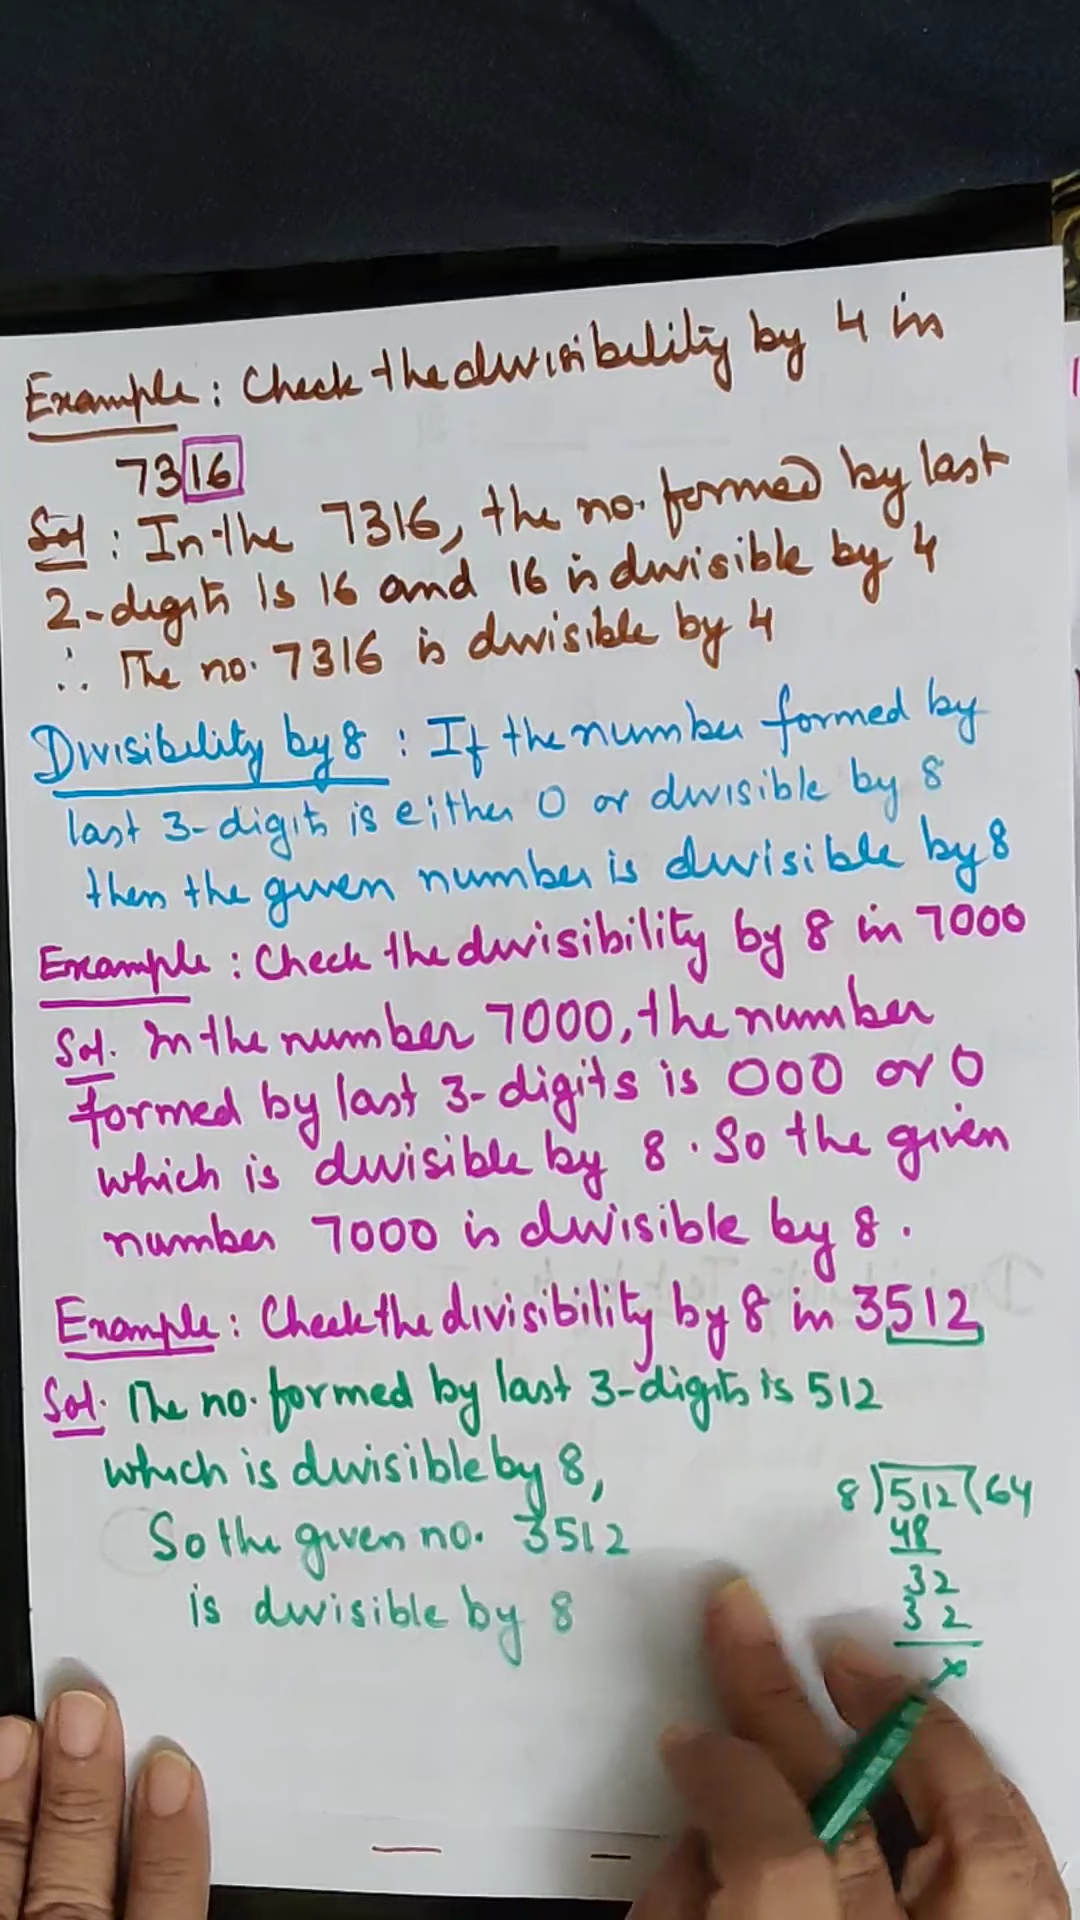 Example: Check the divisibility by 4 in
7316
Sol: In the 7316, the no. formed by last
2-digits is 16 and 16 is divisible by 4
∴ The no. 7316 is divisible by 4
Divisibility by 8 : If the number formed by
last 3-digits is either 0 or divisible by 8
then the given number is divisible by 8
Example: Check the divisibility by 8 in 7000
Sol. In the number 7000, the number
formed by last 3-digits is 000 or 0
which is divisible by 8. So the given
number 7000 is divisible by 8.
Example: Check the divisibility by 8 in 3512
Sol. The no. formed by last 3-digits is 512
which is divisible by 8,
8)512(64
So the given no. 3512
48
32
is divisible by 8
32
x